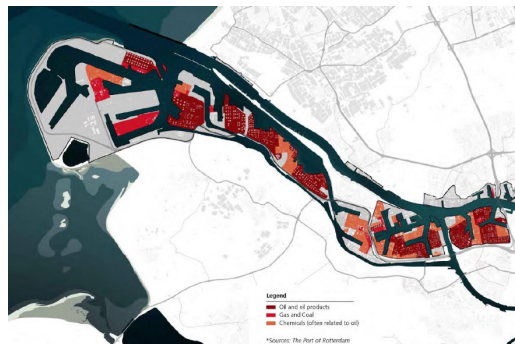 Legend
Oil and oil products
Gas and Coal
Chemicals (often related to oil)
*Sources: The Port of Rotterdam